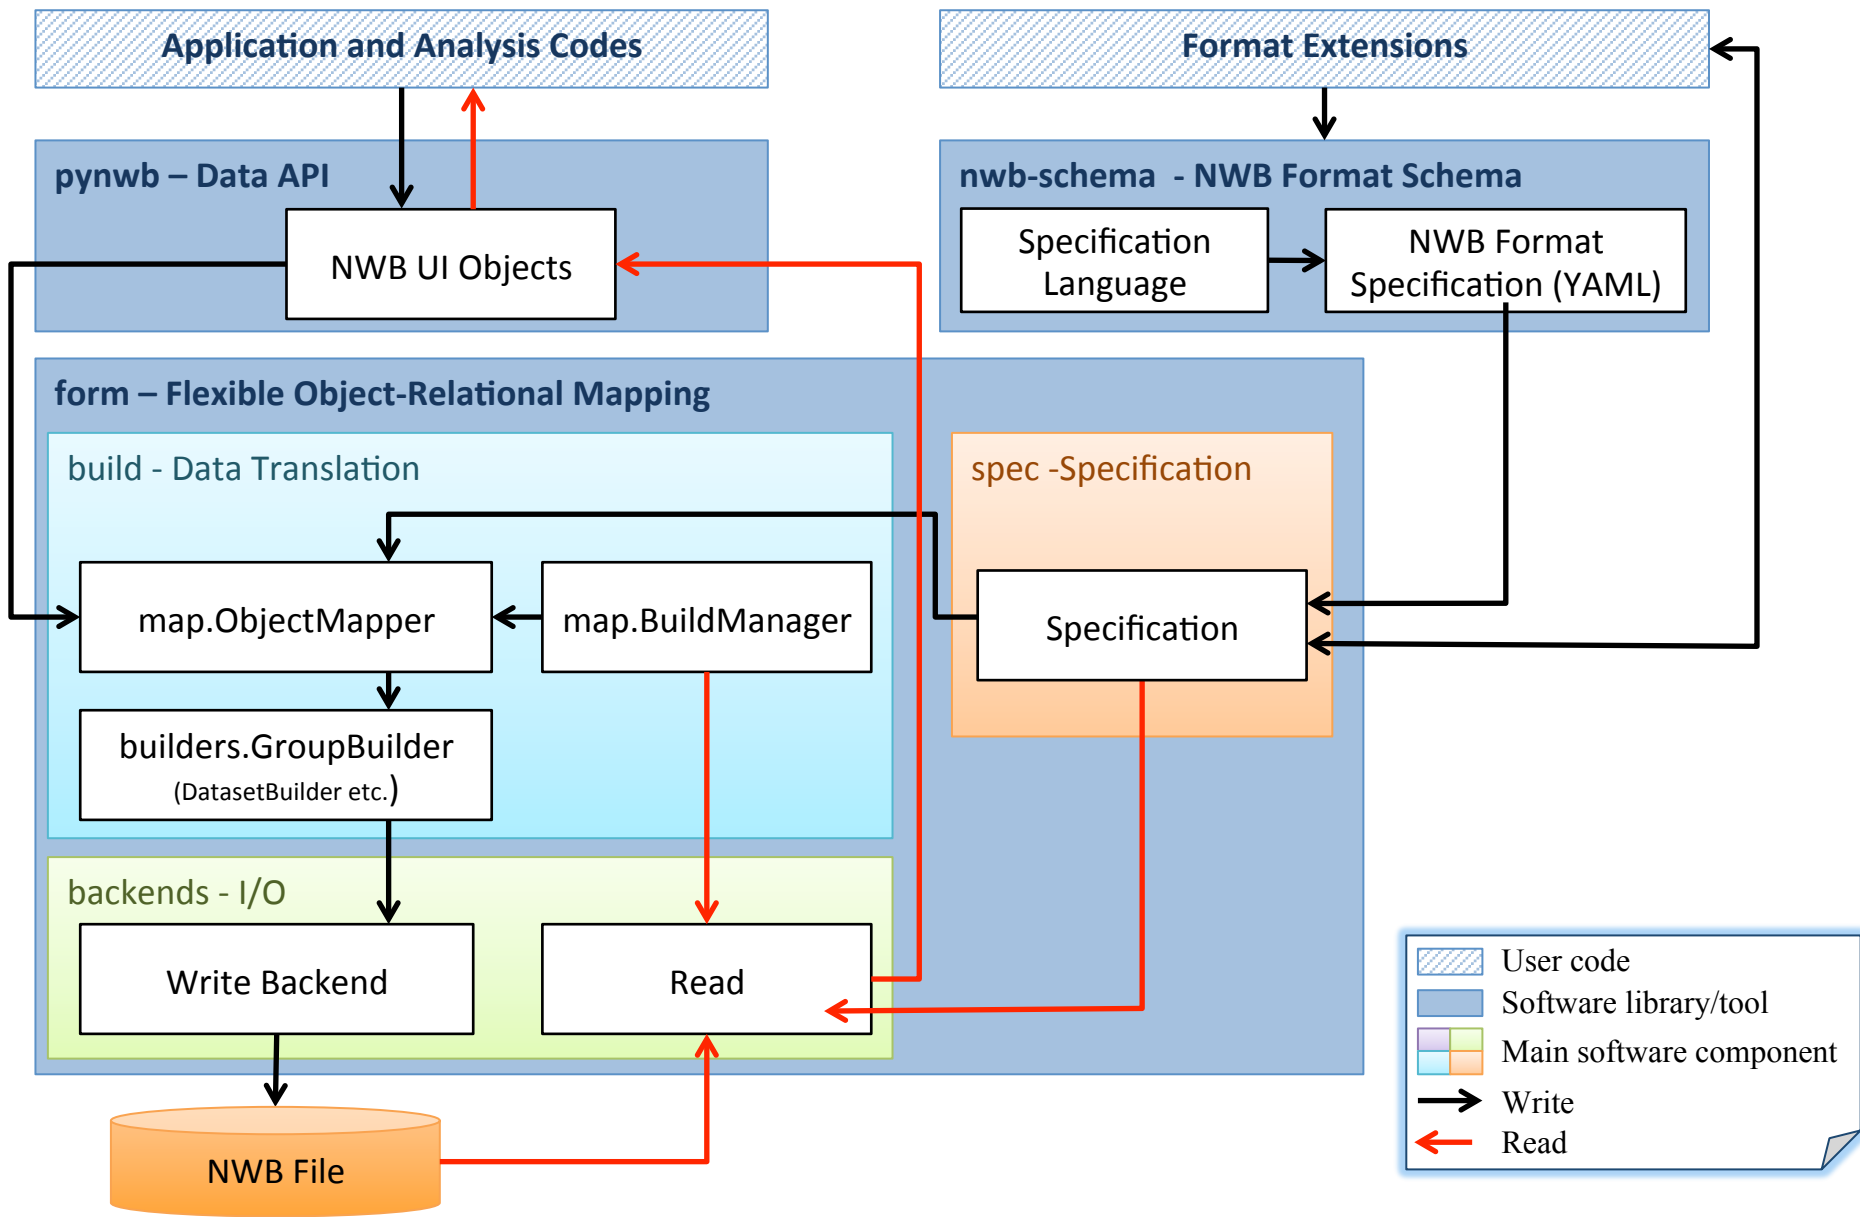 Application and Analysis Codes
Format Extensions
pynwb – Data API
NWB UI Objects
nwb-schema - NWB Format Schema
Specification
Language
NWB Format
Specification (YAML)
form – Flexible Object-Relational Mapping
build - Data Translation
map.ObjectMapper
map.BuildManager
builders.GroupBuilder
(DatasetBuilder etc.)
spec -Specification
Specification
backends - I/O
Write Backend
Read
NWB File
User code
Software library/tool
Main software component
Write
Read